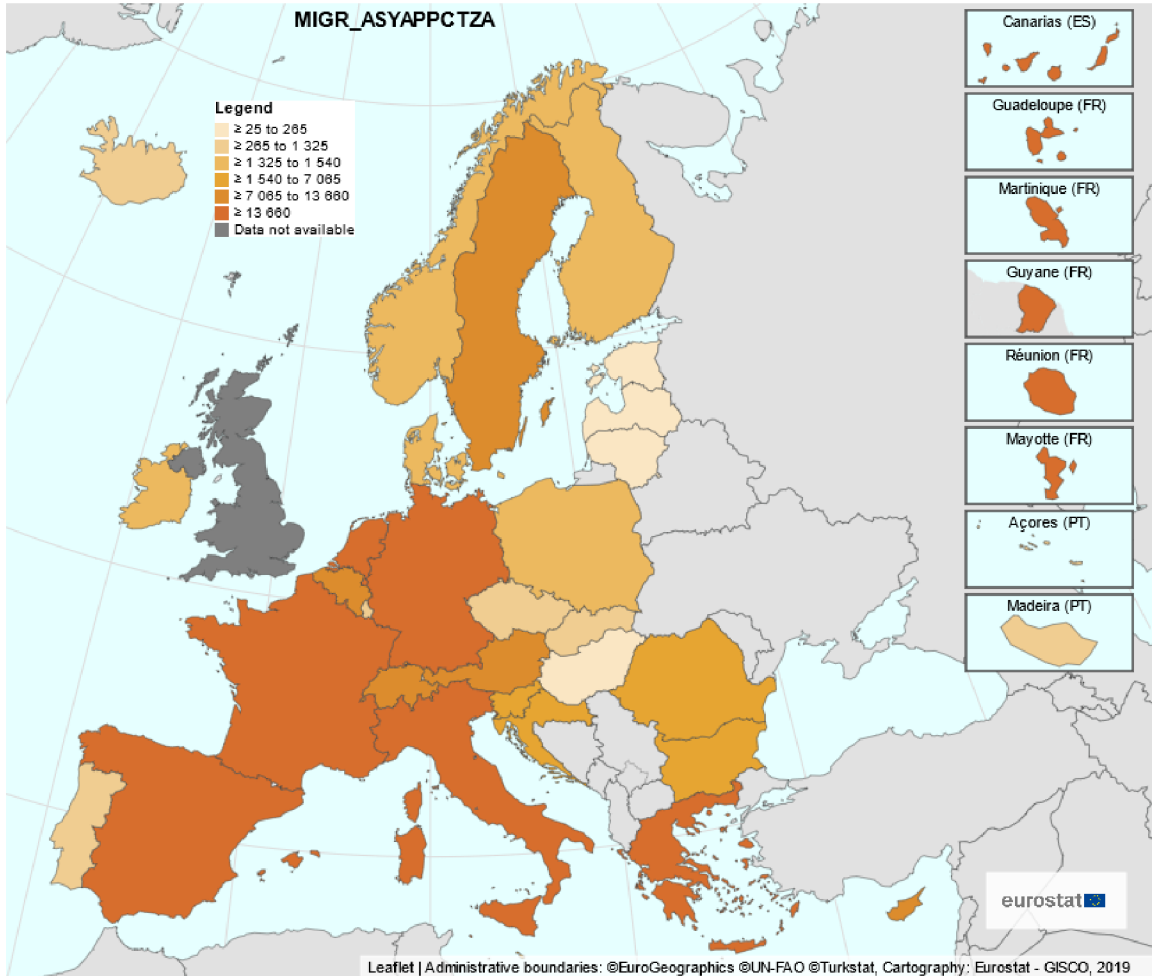 MIGR_ASYAPPCTZA
Legend
≥ 25 to 265
≥ 265 to 1 325
≥ 1 325 to 1 540
≥ 1 540 to 7 065
≥ 7 065 to 13 660
≥ 13 660
Data not available
Canarias (ES)
Guadeloupe (FR)
Martinique (FR)
Guyane (FR)
Réunion (FR)
Mayotte (FR)
Açores (PT)
Madeira (PT)
eurostat
Leaflet | Administrative boundaries: ©EuroGeographics ©UN-FAO ©Turkstat, Cartography: Eurostat - GISCO, 2019